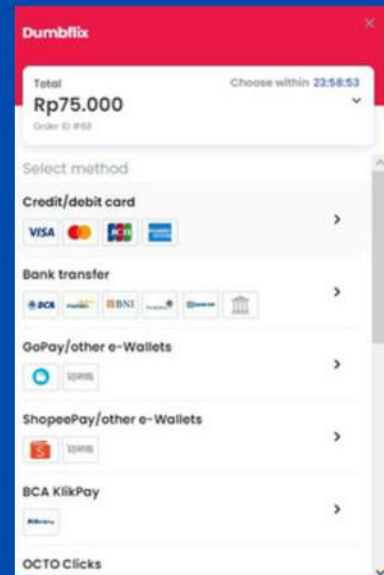 Dumbflix
Total
Choose within 23:58:53
Rp75.000
Order ID #68
Select method
Credit/debit card
VISA
JCB
Bank transfer
BCA
BNI
GoPay/other e-Wallets
ShopeePay/other e-Wallets
S
BCA KlikPay
OCTO Clicks